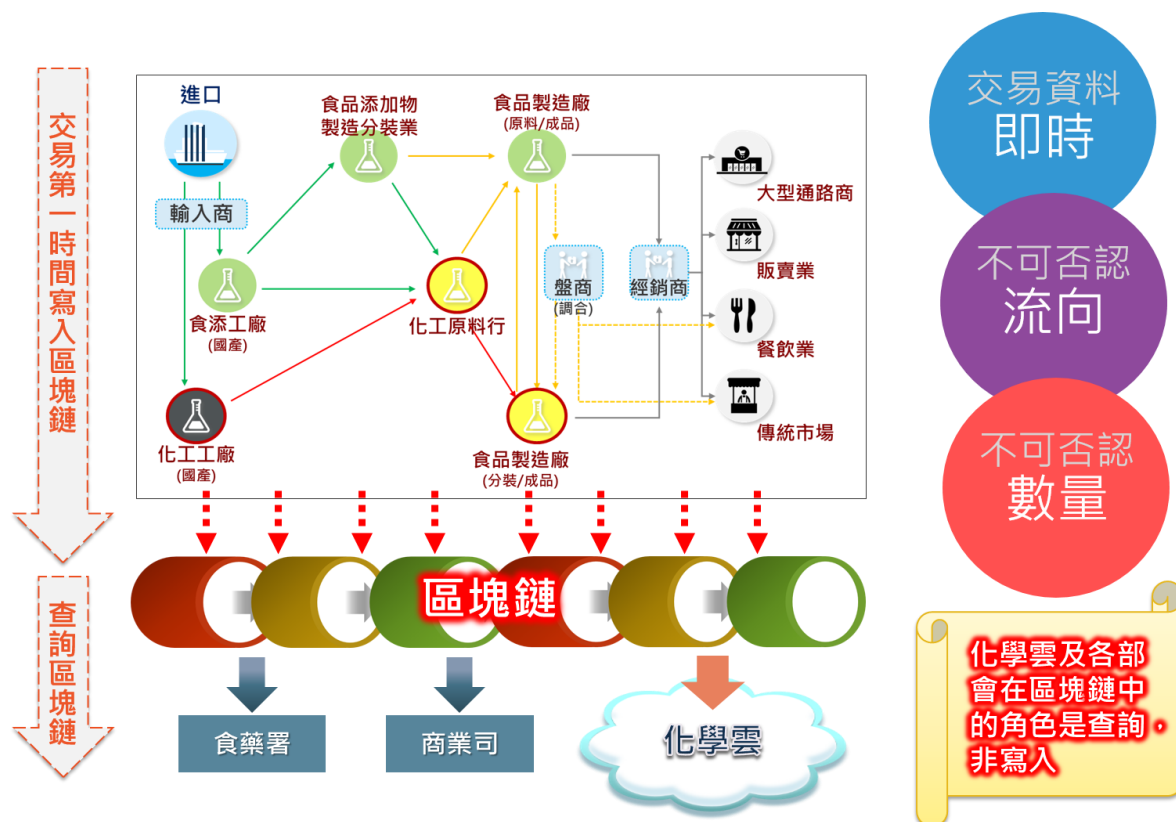 交易第一時間寫入區塊鏈
查詢區塊鏈
進口
輸入商
食品添加物
製造分裝業
食品製造廠
(原料/成品)
大型通路商
食添工廠
(國產)
化工原料行
盤商
(調合)
經銷商
販賣業
餐飲業
化工工廠
(國產)
食品製造廠
(分裝/成品)
傳統市場
區塊鏈
食藥署
商業司
化學雲
交易資料
即時
不可否認
流向
不可否認
數量
化學雲及各部
會在區塊鏈中
的角色是查詢，
非寫入